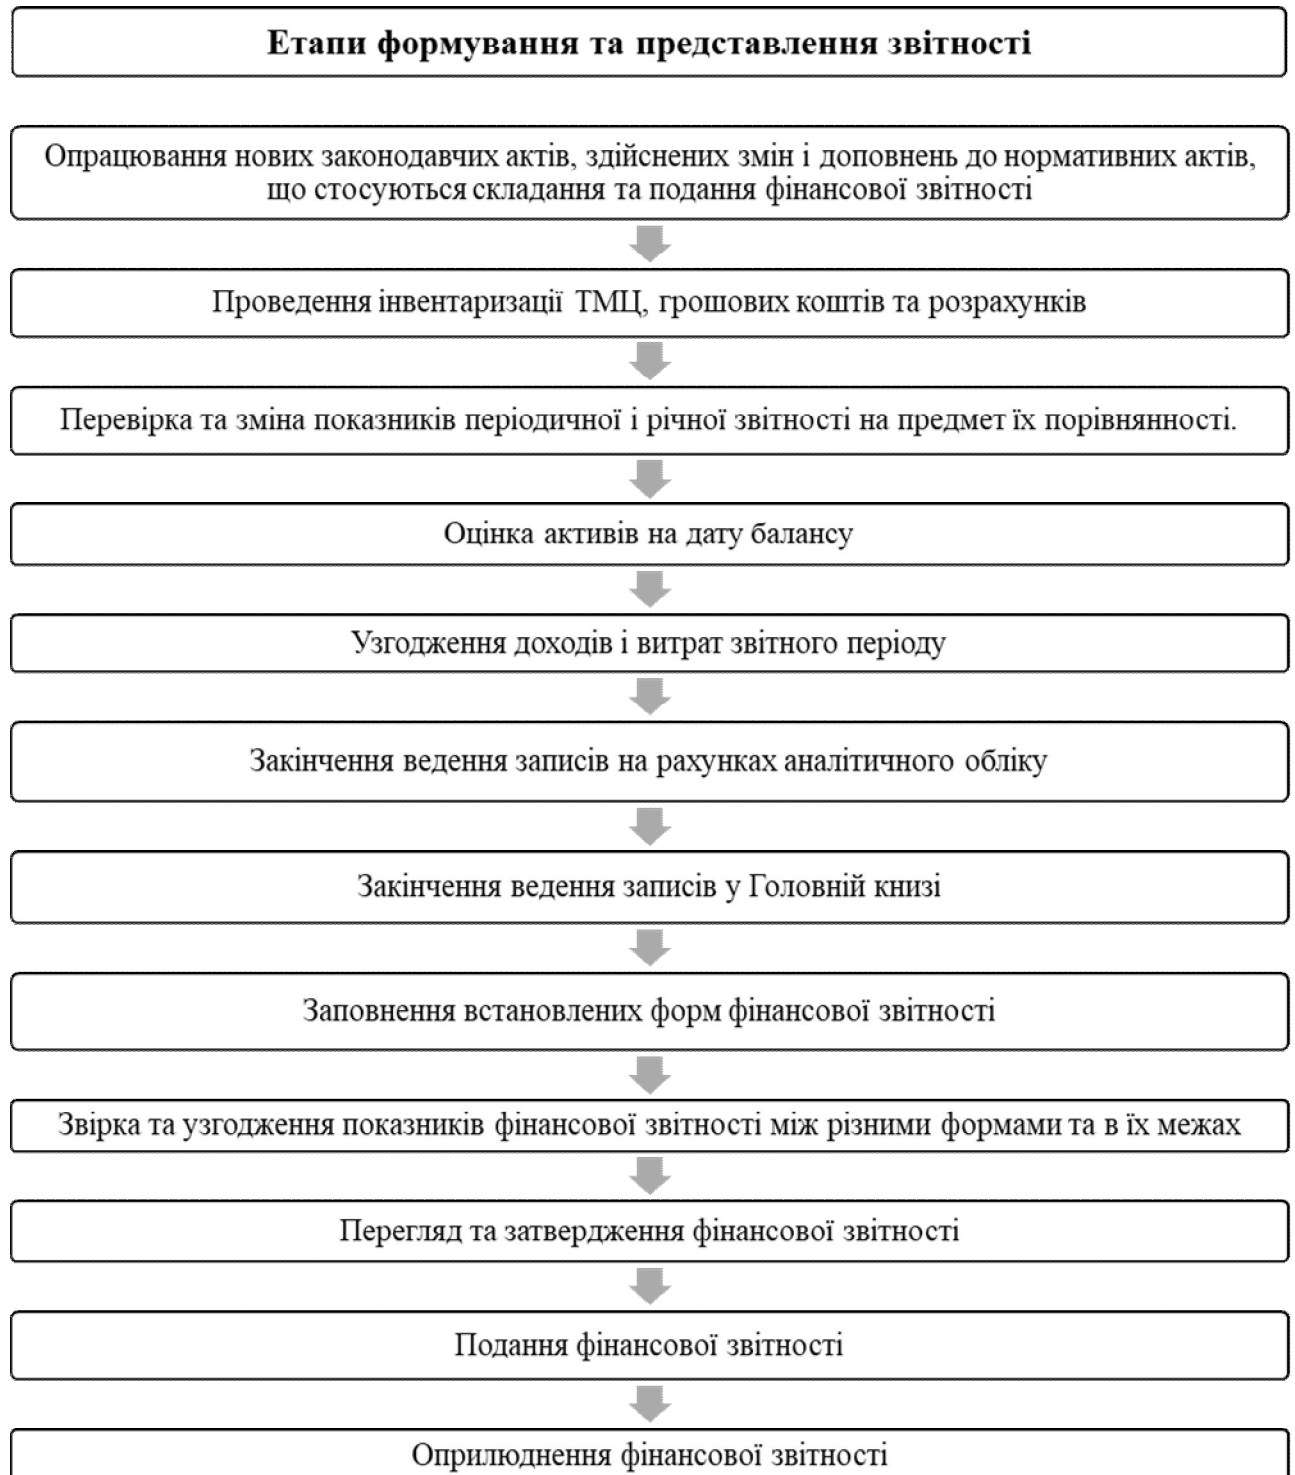 Етапи формування та представлення звітності
Опрацювання нових законодавчих актів, здійснених змін і доповнень до нормативних актів,
що стосуються складання та подання фінансової звітності
Проведення інвентаризації ТМЦ, грошових коштів та розрахунків
Перевірка та зміна показників періодичної і річної звітності на предмет їх порівнянності.
Оцінка активів на дату балансу
Узгодження доходів і витрат звітного періоду
Закінчення ведення записів на рахунках аналітичного обліку
Закінчення ведення записів у Головній книзі
Заповнення встановлених форм фінансової звітності
Звірка та узгодження показників фінансової звітності між різними формами та в їх межах
Перегляд та затвердження фінансової звітності
Подання фінансової звітності
Оприлюднення фінансової звітності